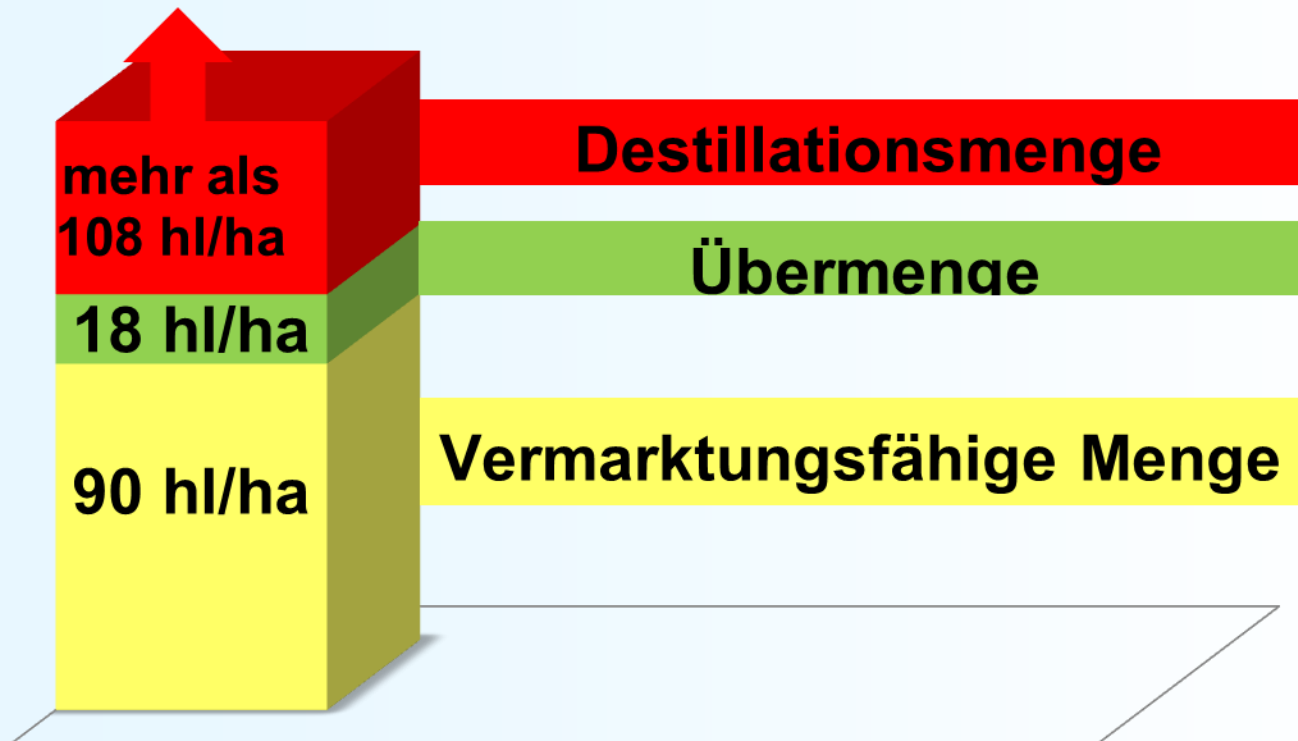 mehr als
108 hl/ha
Destillationsmenge
18 hl/ha
Übermenge
90 hl/ha
Vermarktungsfähige Menge